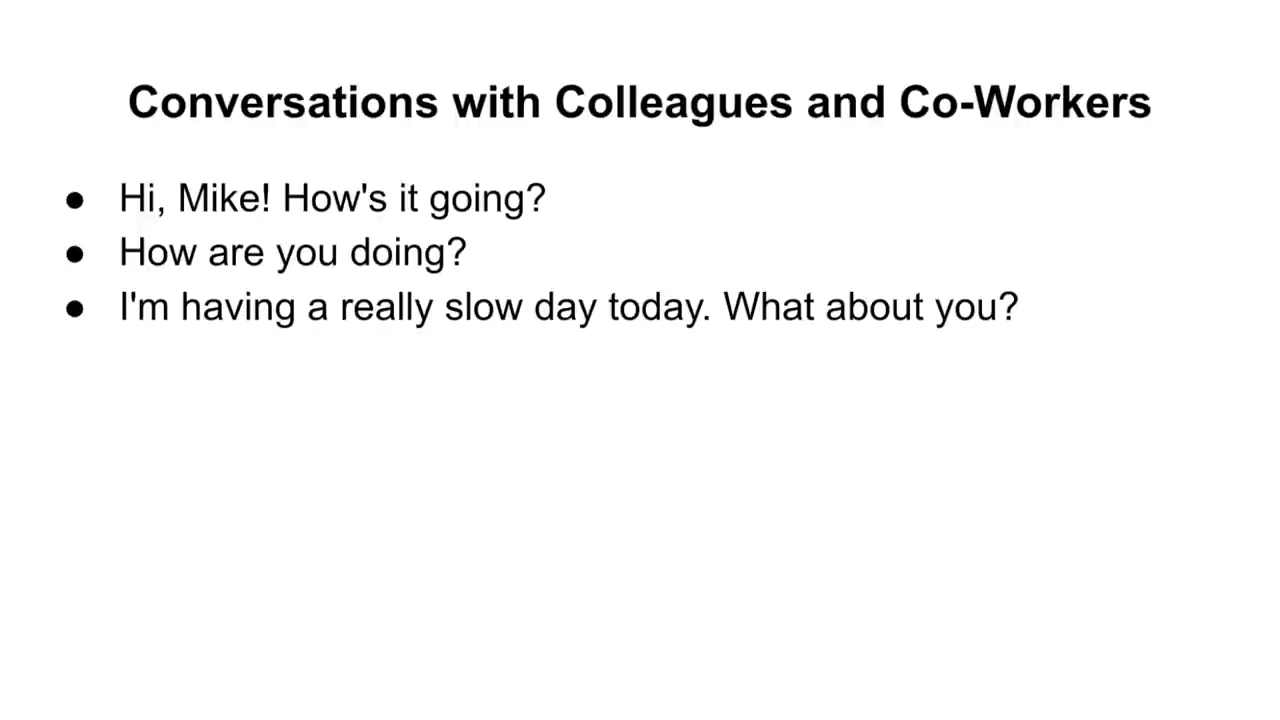 Conversations with Colleagues and Co-Workers
● Hi, Mike! How's it going?
● How are you doing?
● I'm having a really slow day today. What about you?